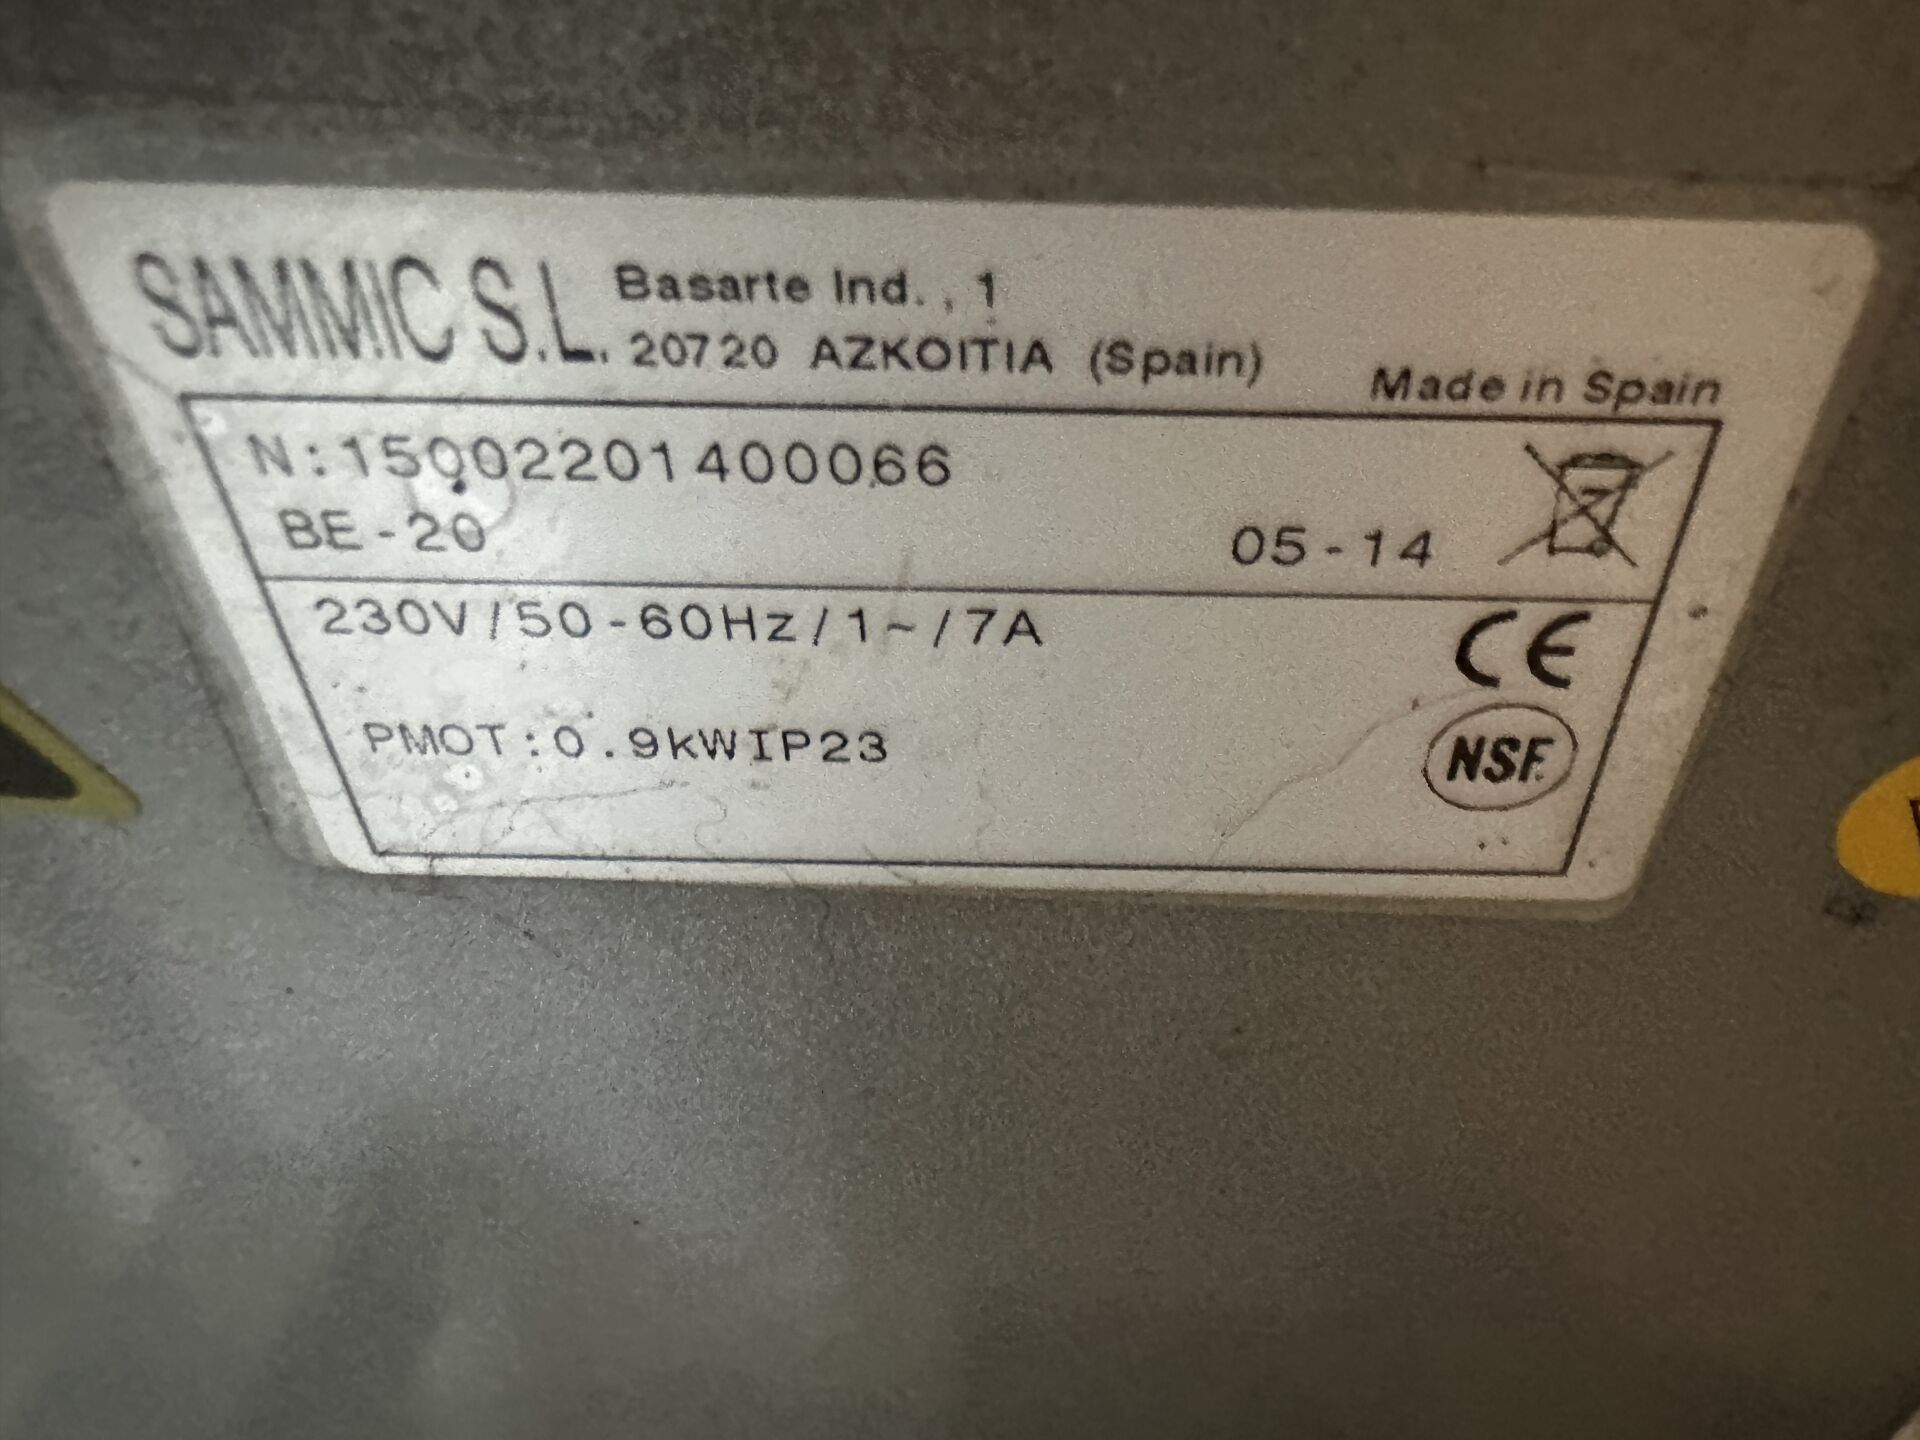 SAMMIC S.L.
Basarte Ind. , 1
20720 AZKOITIA (Spain)
Made in Spain
N:15002201400066
BE-20
05-14
230V/50-60Hz/1~/7A
CE
PMOT:0.9kWIP23
NSF.